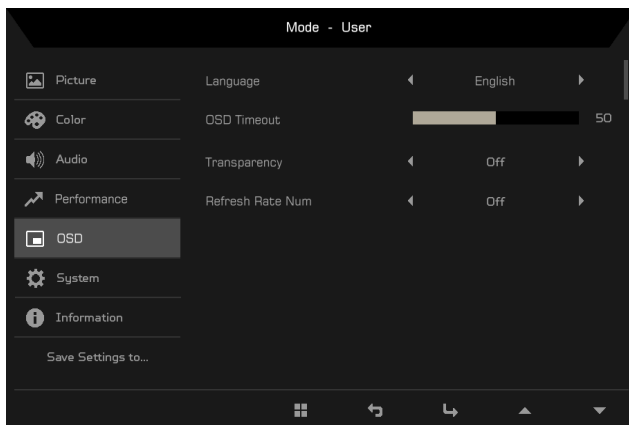 Mode - User
Picture
Language English
Color
OSD Timeout 50
Audio
Transparency Off
Performance
Refresh Rate Num Off
OSD
System
Information
Save Settings to...